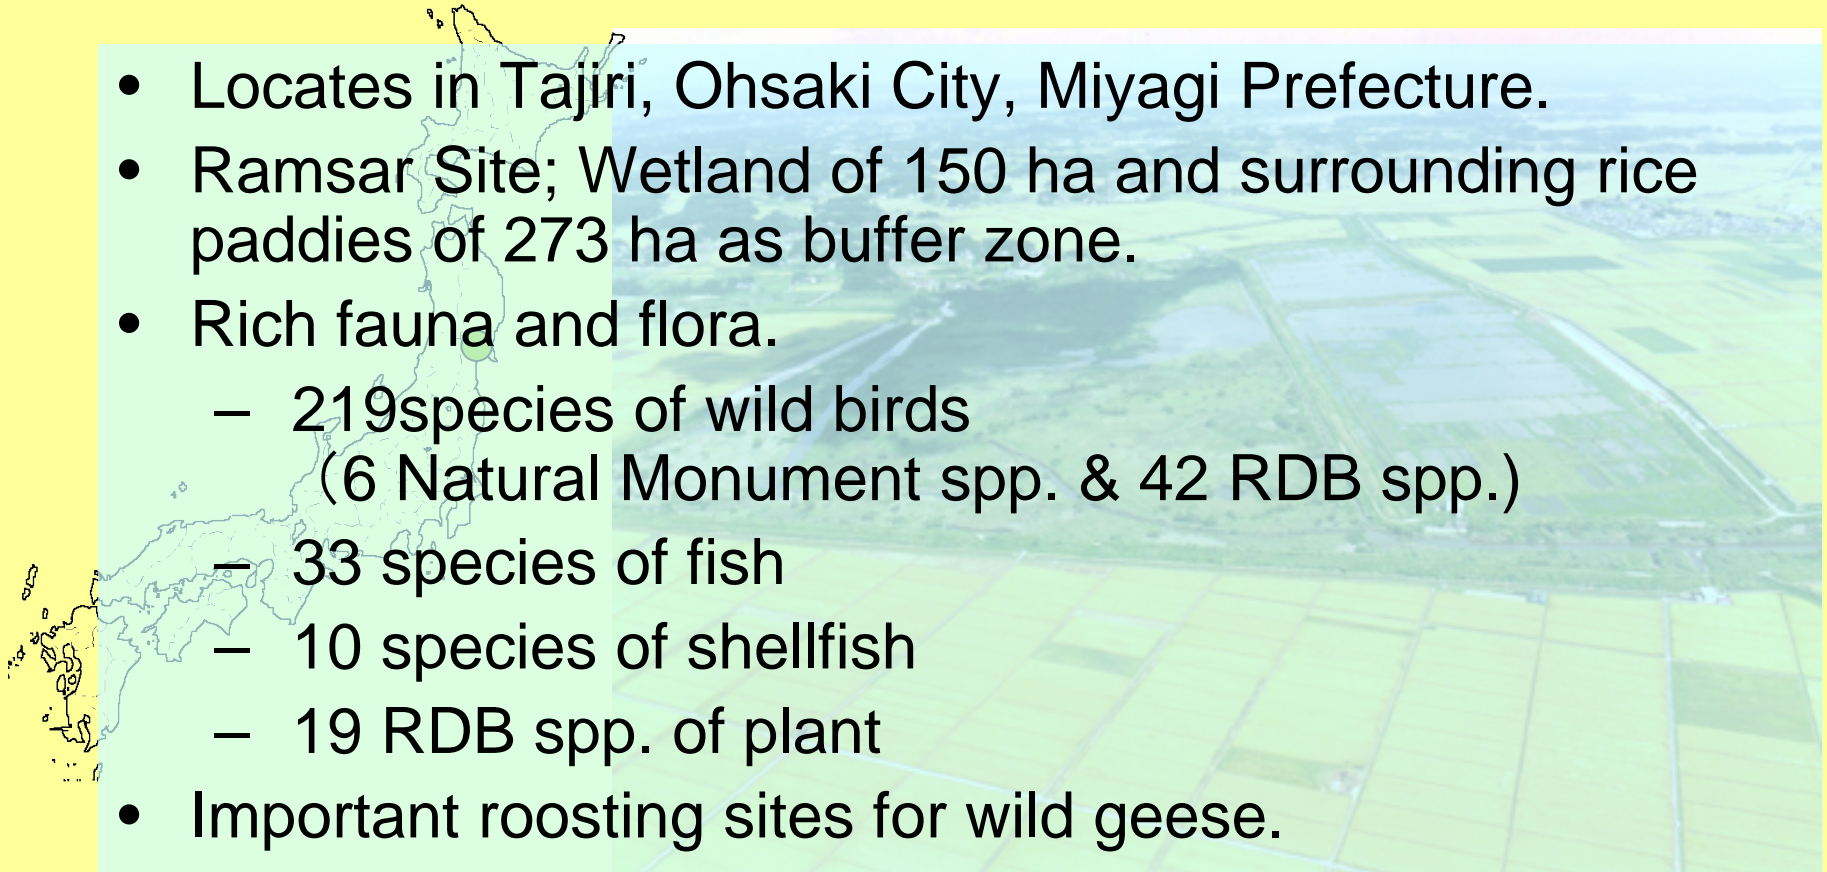 • Locates in Tajiri, Ohsaki City, Miyagi Prefecture.
• Ramsar Site; Wetland of 150 ha and surrounding rice
paddies of 273 ha as buffer zone.
• Rich fauna and flora.
– 219species of wild birds
（6 Natural Monument spp. & 42 RDB spp.)
– 33 species of fish
– 10 species of shellfish
– 19 RDB spp. of plant
• Important roosting sites for wild geese.